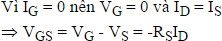 Vì I_G = 0 nên V_G = 0 và I_D = I_S
⇒ V_GS = V_G - V_S = -R_SI_D